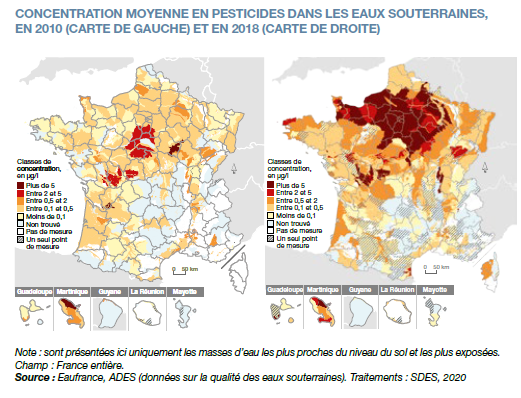 CONCENTRATION MOYENNE EN PESTICIDES DANS LES EAUX SOUTERRAINES,
EN 2010 (CARTE DE GAUCHE) ET EN 2018 (CARTE DE DROITE)
Classes de
concentration,
en µg/l
Plus de 5
Entre 2 et 5
Entre 0,5 et 2
Entre 0,1 et 0,5
Moins de 0,1
Non trouvé
Pas de mesure
Un seul point
de mesure
0 50 km
Guadeloupe Martinique Guyane La Réunion Mayotte
Classes de
concentration,
en µg/l
Plus de 5
Entre 2 et 5
Entre 0,5 et 2
Entre 0,1 et 0,5
Moins de 0,1
Non trouvé
Pas de mesure
Un seul point
de mesure
0 50 km
Guadeloupe Martinique Guyane La Réunion Mayotte
Note : sont présentées ici uniquement les masses d'eau les plus proches du niveau du sol et les plus exposées.
Champ : France entière.
Source : Eaufrance, ADES (données sur la qualité des eaux souterraines). Traitements : SDES, 2020